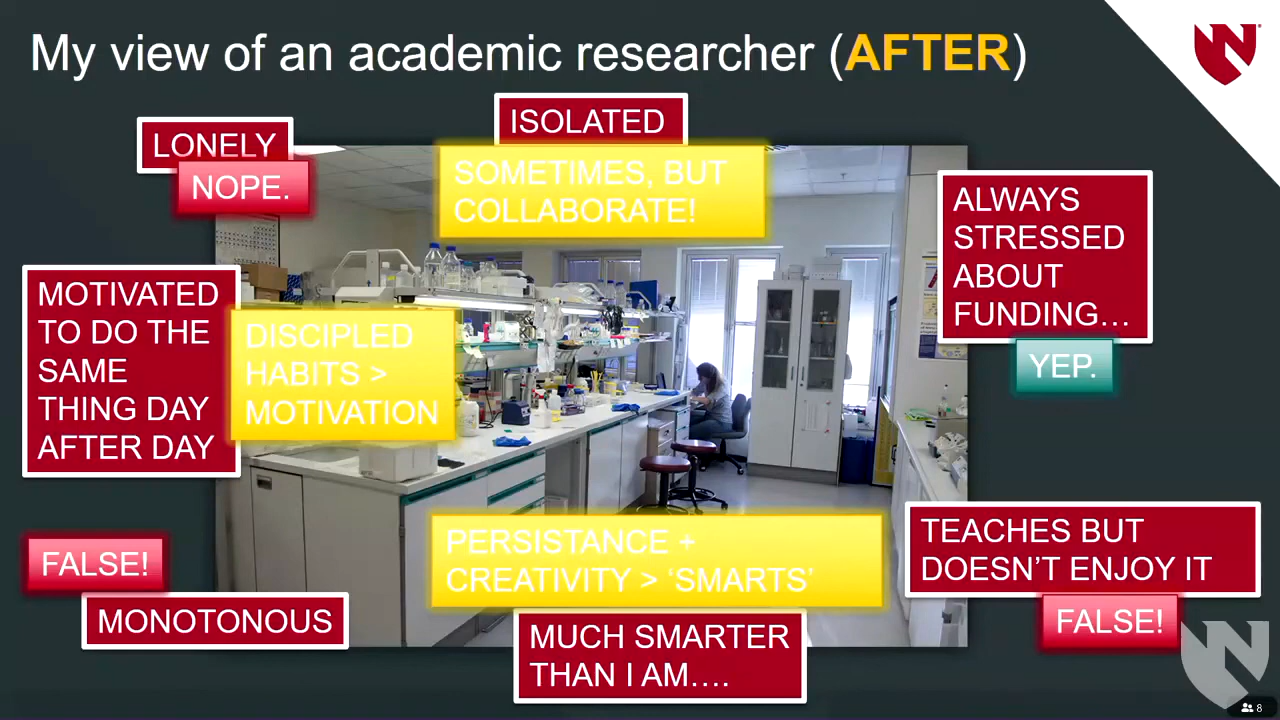 My view of an academic researcher (AFTER)
LONELY
NOPE.
ISOLATED
SOMETIMES, BUT
COLLABORATE!
ALWAYS
STRESSED
ABOUT
FUNDING…
YEP.
MOTIVATED
TO DO THE
SAME
THING DAY
AFTER DAY
DISCIPLED
HABITS >
MOTIVATION
FALSE!
MONOTONOUS
PERSISTANCE +
CREATIVITY > ‘SMARTS’
MUCH SMARTER
THAN I AM….
TEACHES BUT
DOESN’T ENJOY IT
FALSE!
8